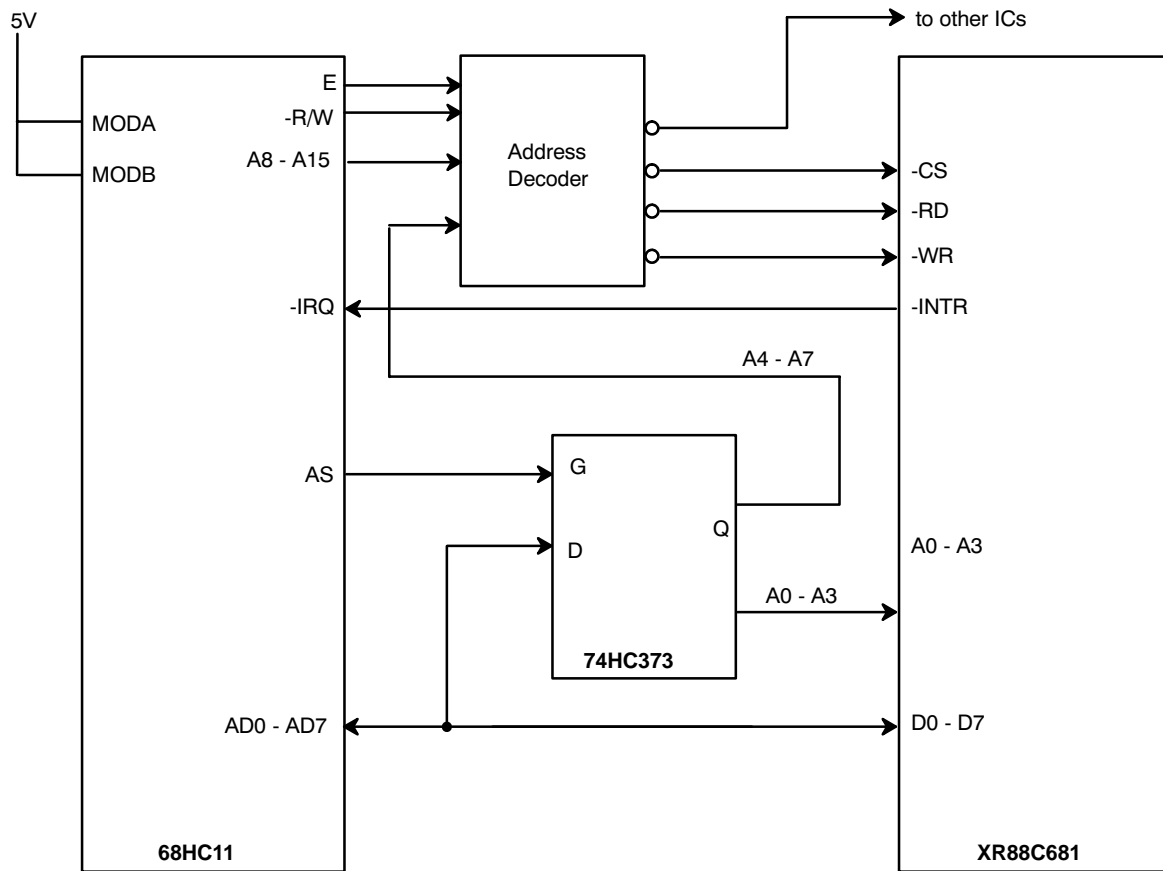 5V
to other ICs
E
-R/W
MODA
A8 - A15
MODB
Address
Decoder
-CS
-RD
-WR
-IRQ
-INTR
A4 - A7
AS
G
Q
D
A0 - A3
A0 - A3
74HC373
AD0 - AD7
D0 - D7
68HC11
XR88C681